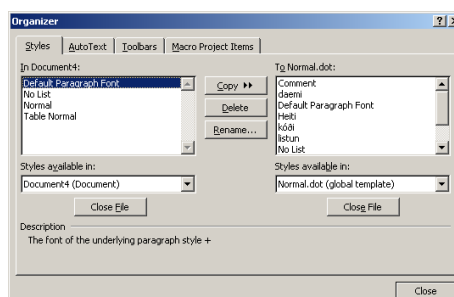 Organizer
Styles
AutoText
Toolbars
Macro Project Items
In Document4:
Default Paragraph Font
No List
Normal
Table Normal
Copy
Delete
Rename...
To Normal.dot:
Comment
daemi
Default Paragraph Font
Heiti
kóði
listun
No List
Styles available in:
Document4 (Document)
Close File
Styles available in:
Normal.dot (global template)
Close File
Description
The font of the underlying paragraph style +
Close